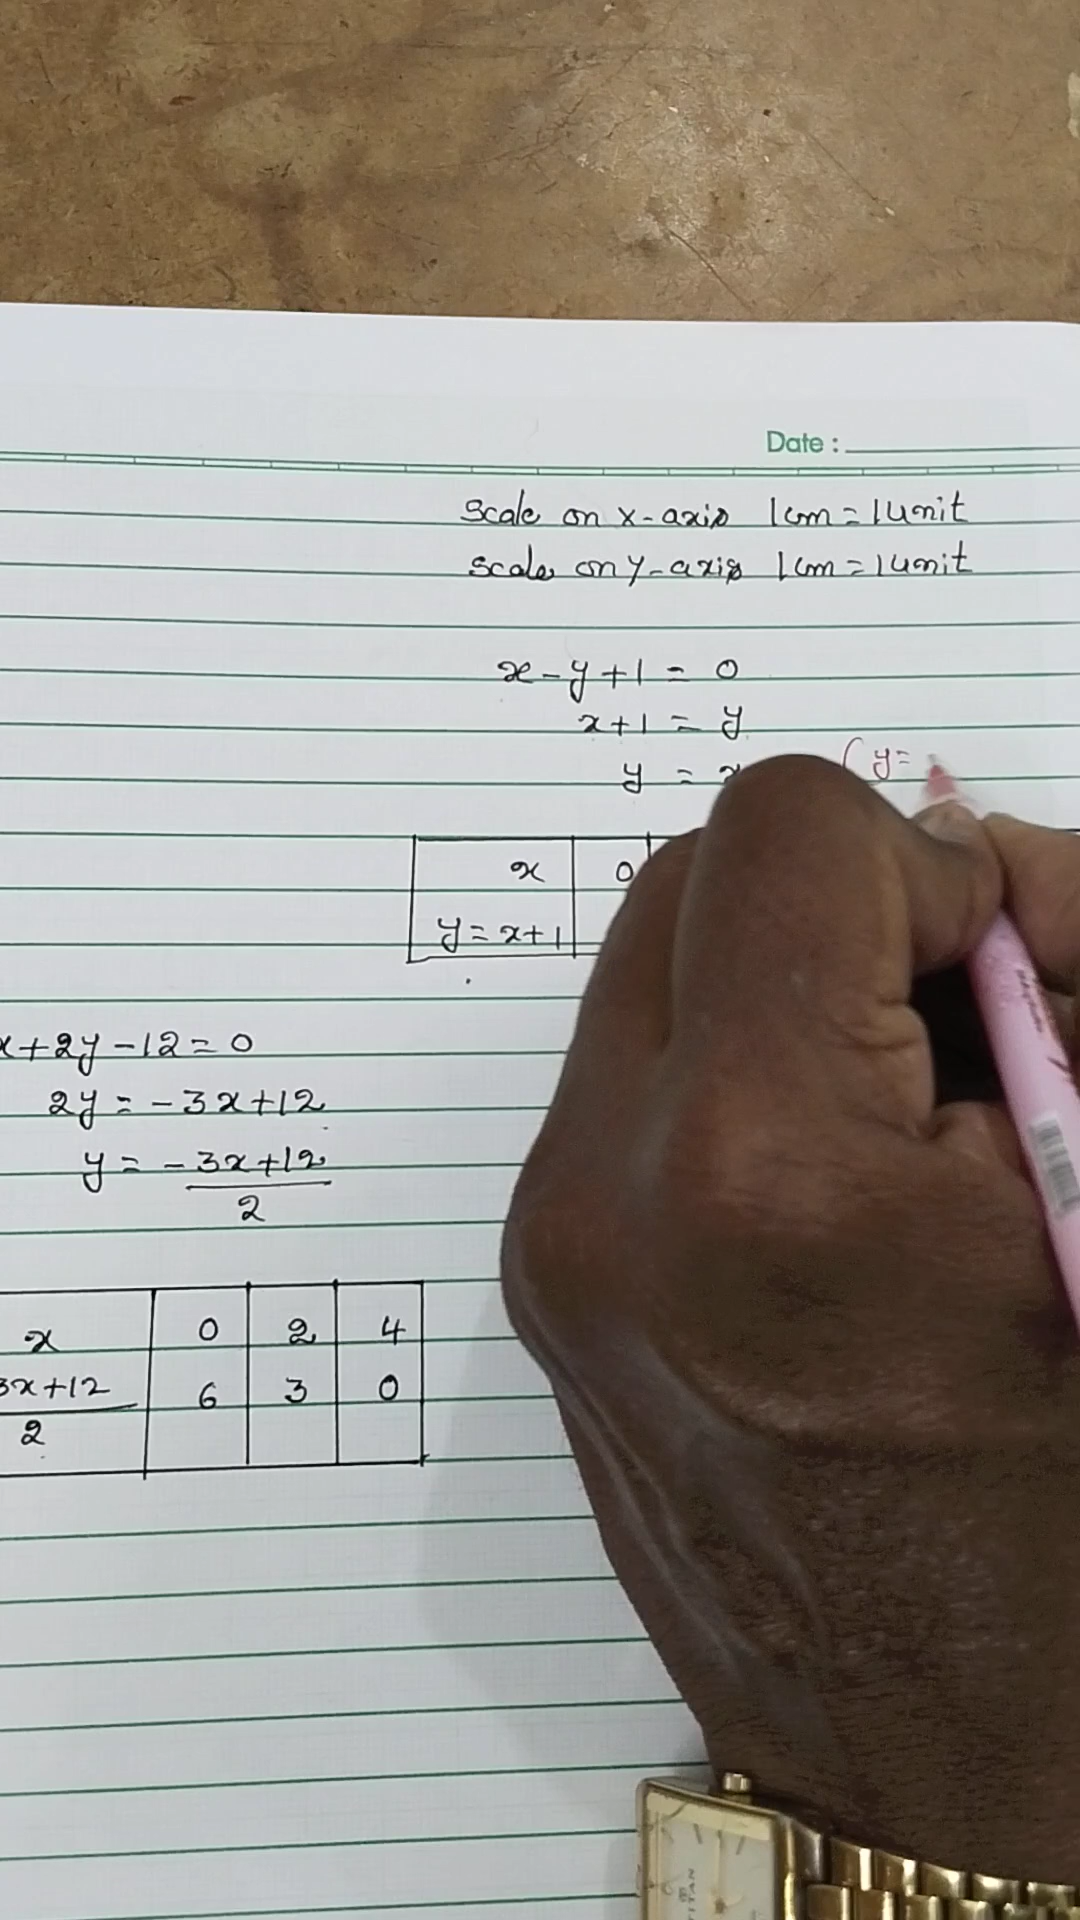 Date :
Scale on x-axis 1cm = 1unit
Scale on y-axis 1cm = 1unit
x - y + 1 = 0
x + 1 = y
y = x
( y =
x 0
y = x + 1
x + 2y - 12 = 0
2y = - 3x + 12
y = - 3x + 12
2
x 0 2 4
3x + 12 6 3 0
2
TITAN